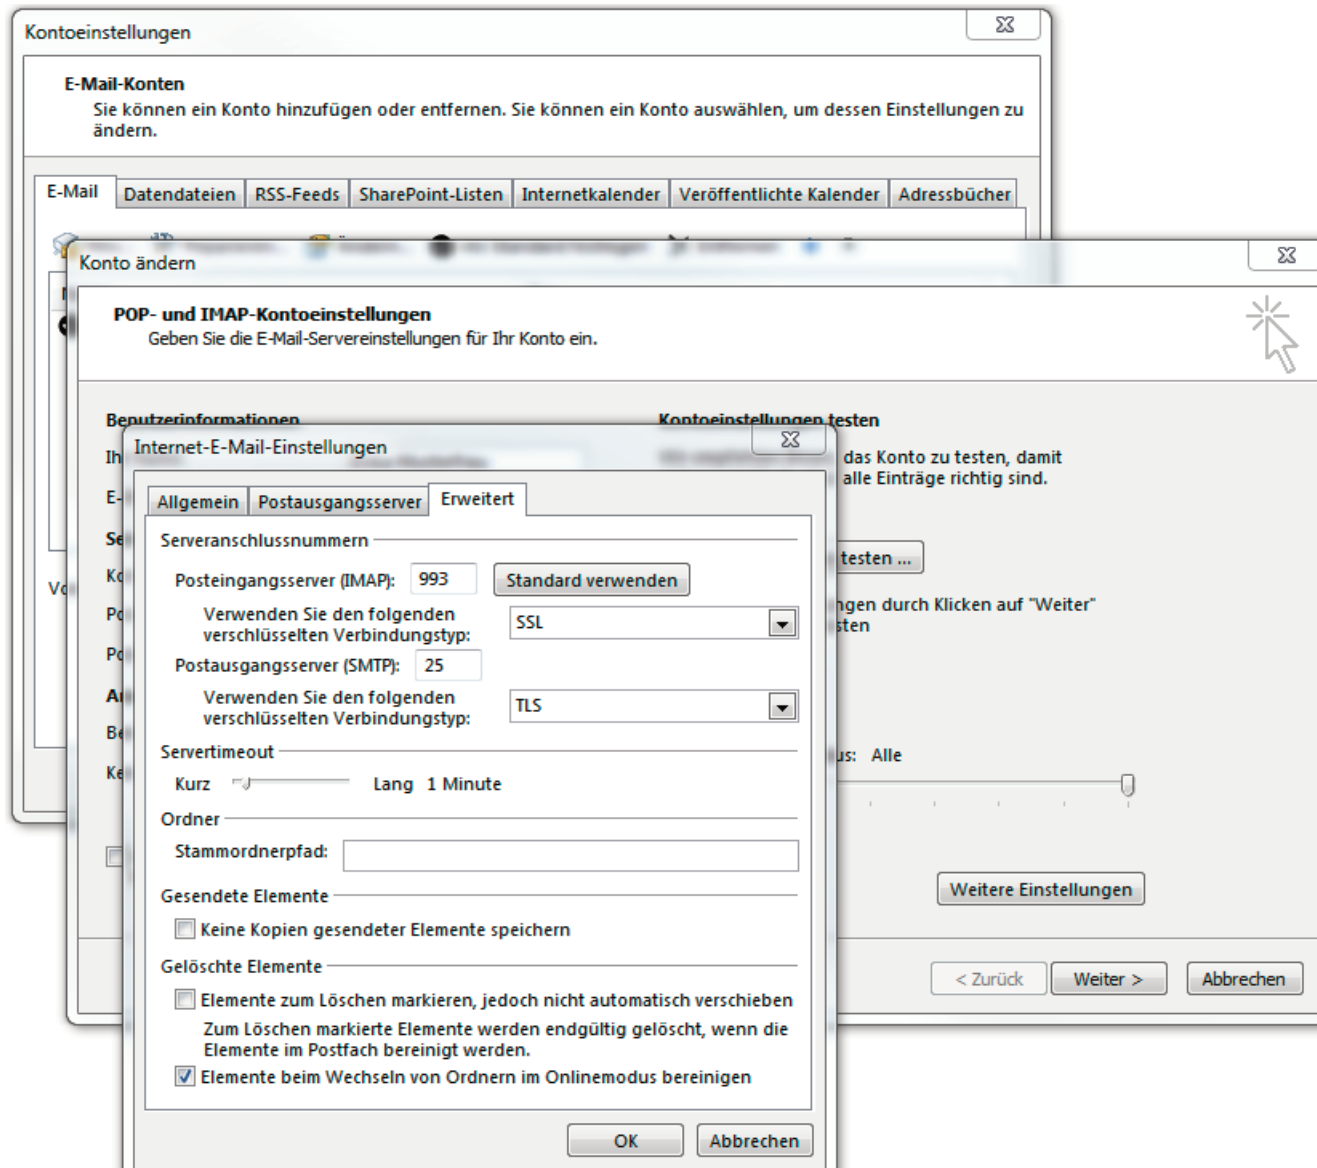 Kontoeinstellungen
E-Mail-Konten
Sie können ein Konto hinzufügen oder entfernen. Sie können ein Konto auswählen, um dessen Einstellungen zu
ändern.
E-Mail Datendateien RSS-Feeds SharePoint-Listen Internetkalender Veröffentlichte Kalender Adressbücher
Konto ändern
POP- und IMAP-Kontoeinstellungen
Geben Sie die E-Mail-Servereinstellungen für Ihr Konto ein.
Benutzerinformationen
Kontoeinstellungen testen
das Konto zu testen, damit
alle Einträge richtig sind.
testen ...
durch Klicken auf "Weiter"
Alle
Weitere Einstellungen
< Zurück Weiter > Abbrechen
Internet-E-Mail-Einstellungen
Allgemein Postausgangsserver Erweitert
Serveranschlussnummern
Posteingangsserver (IMAP): 993 Standard verwenden
Verwenden Sie den folgenden
verschlüsselten Verbindungstyp: SSL
Postausgangsserver (SMTP): 25
Verwenden Sie den folgenden
verschlüsselten Verbindungstyp: TLS
Servertimeout
Kurz Lang 1 Minute
Ordner
Stammordnerpfad:
Gesendete Elemente
Keine Kopien gesendeter Elemente speichern
Gelöschte Elemente
Elemente zum Löschen markieren, jedoch nicht automatisch verschieben
Zum Löschen markierte Elemente werden endgültig gelöscht, wenn die
Elemente im Postfach bereinigt werden.
Elemente beim Wechseln von Ordnern im Onlinemodus bereinigen
OK Abbrechen